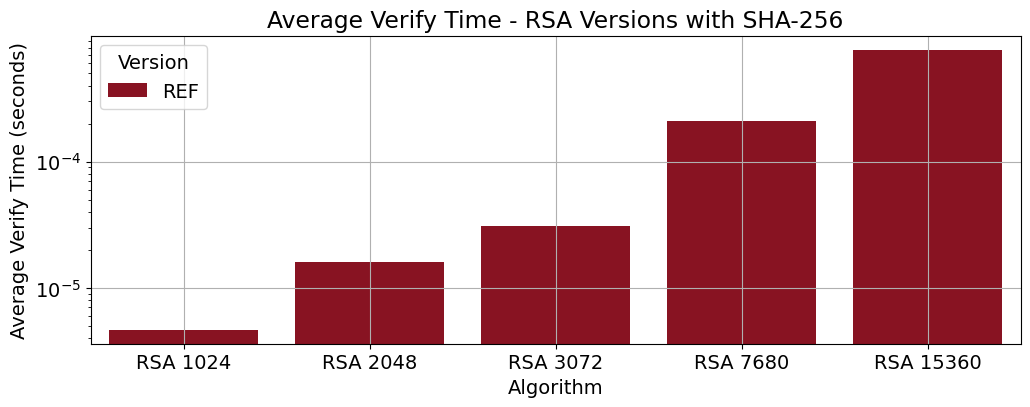 Average Verify Time - RSA Versions with SHA-256
Average Verify Time (seconds)
Version
REF
10⁻⁴
10⁻⁵
RSA 1024
RSA 2048
RSA 3072
RSA 7680
RSA 15360
Algorithm